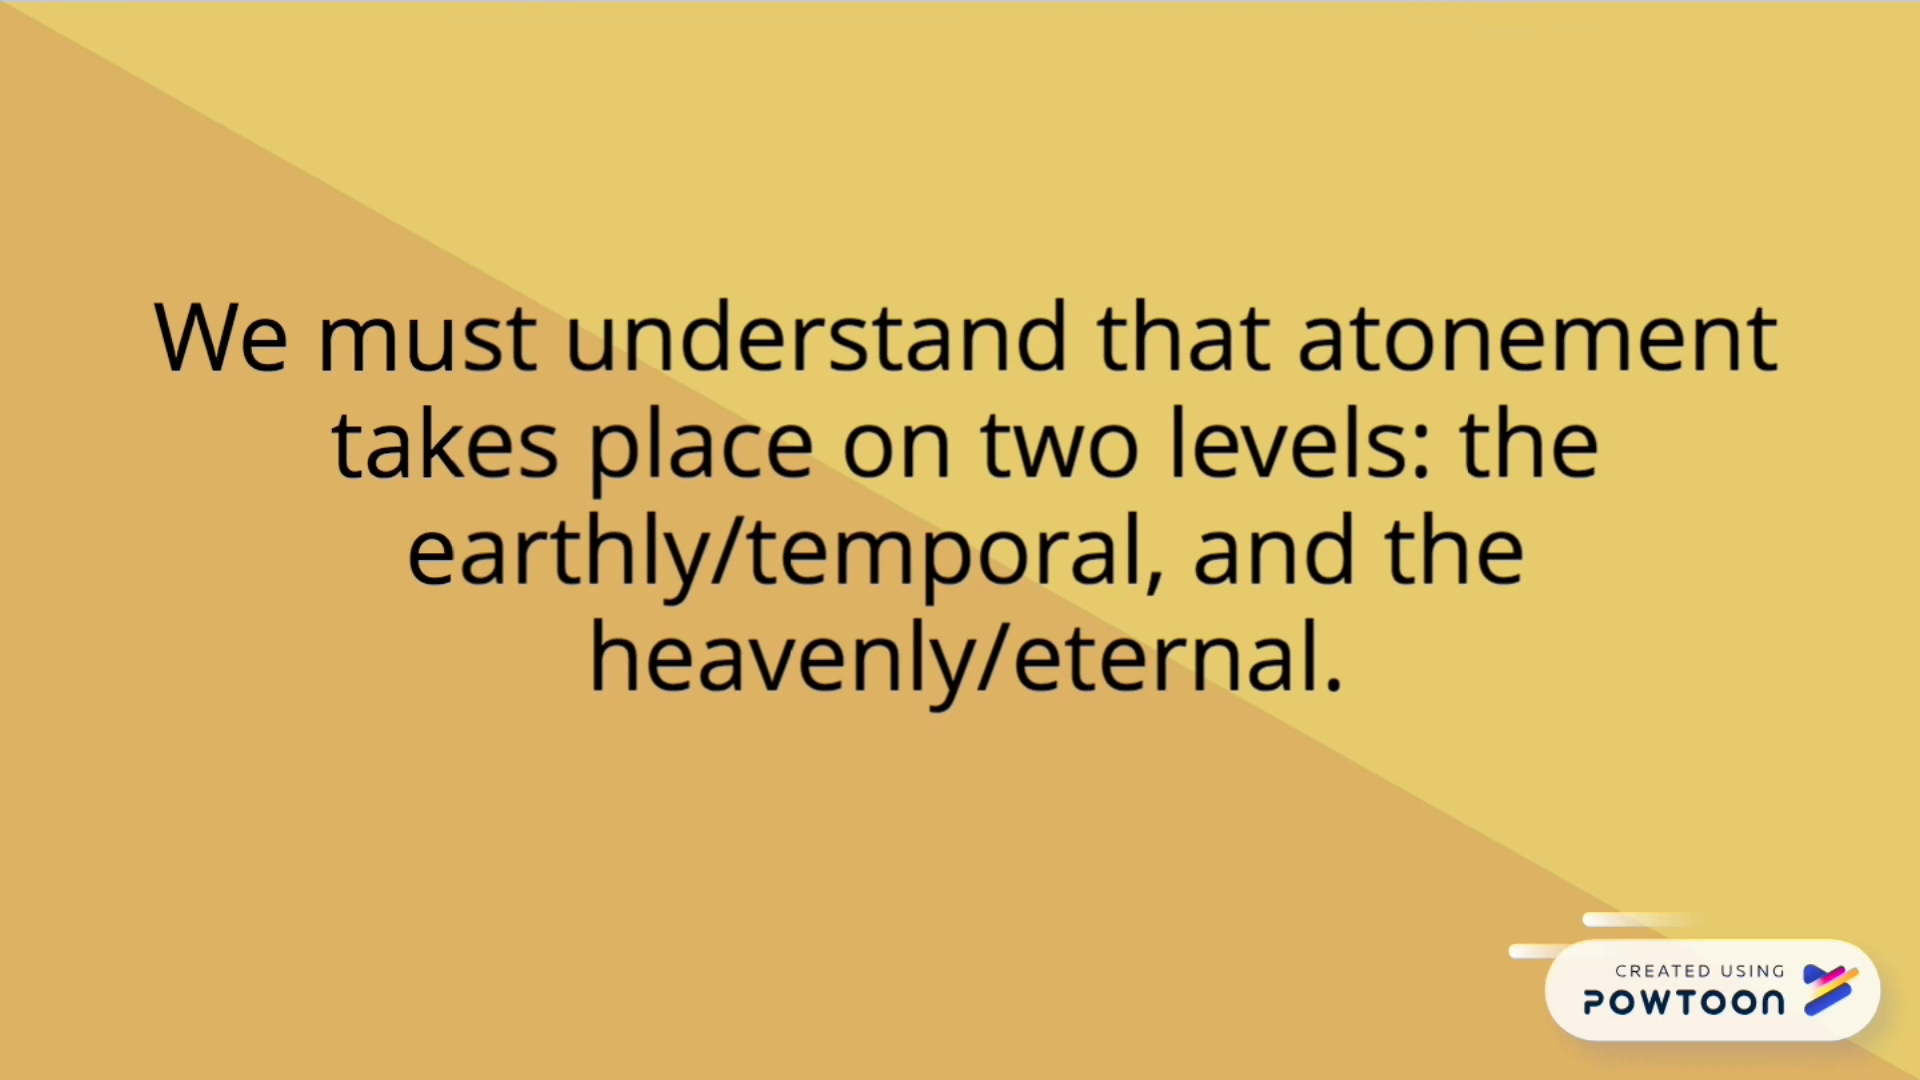 We must understand that atonement
takes place on two levels: the
earthly/temporal, and the
heavenly/eternal.
CREATED USING
POWTOON